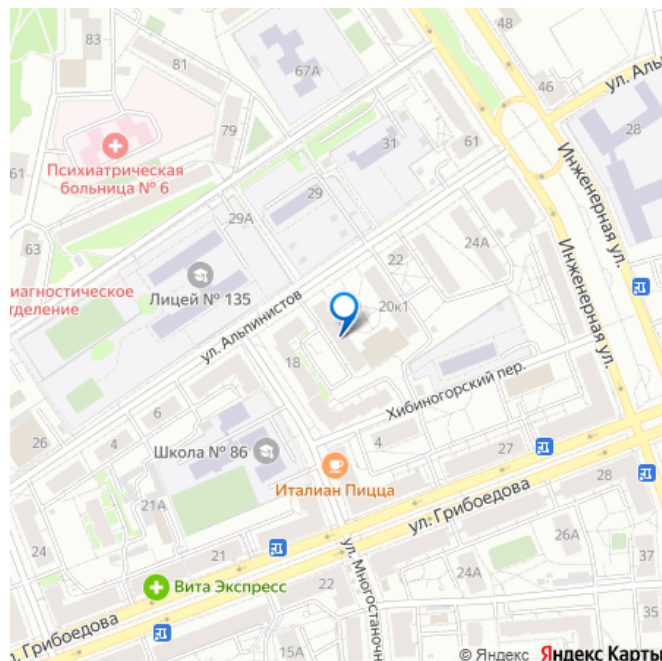 83
81
67А
46
ул. Аль
79
31
61
28
Психиатрическая
больница № 6
61
29
Инженерная ул.
29А
24А
63
22
иагностическое
тделение
Лицей № 135
ул. Альпинистов
20к1
Инженерная ул.
18
Хибиногорский пер.
6
4
26
Школа № 86
4
27
Италиан Пицца
28
21А
ул. Грибоедова
24
21
26А
37
ул. Многостаночн
Вита Экспресс
22
24А
35
л. Грибоедова
15А
© Яндекс Яндекс Карты